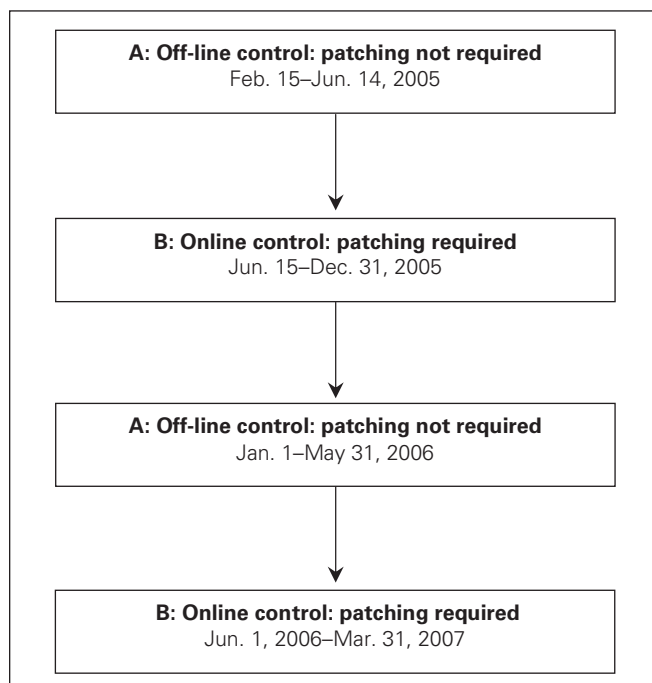 A: Off-line control: patching not required
Feb. 15–Jun. 14, 2005
B: Online control: patching required
Jun. 15–Dec. 31, 2005
A: Off-line control: patching not required
Jan. 1–May 31, 2006
B: Online control: patching required
Jun. 1, 2006–Mar. 31, 2007